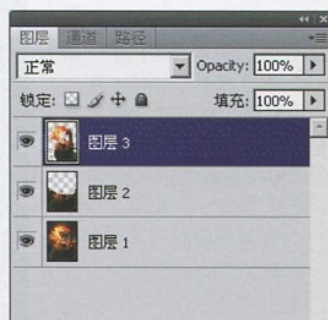 图层 通道 路径
正常 Opacity: 100%
锁定: 填充: 100%
图层 3
图层 2
图层 1